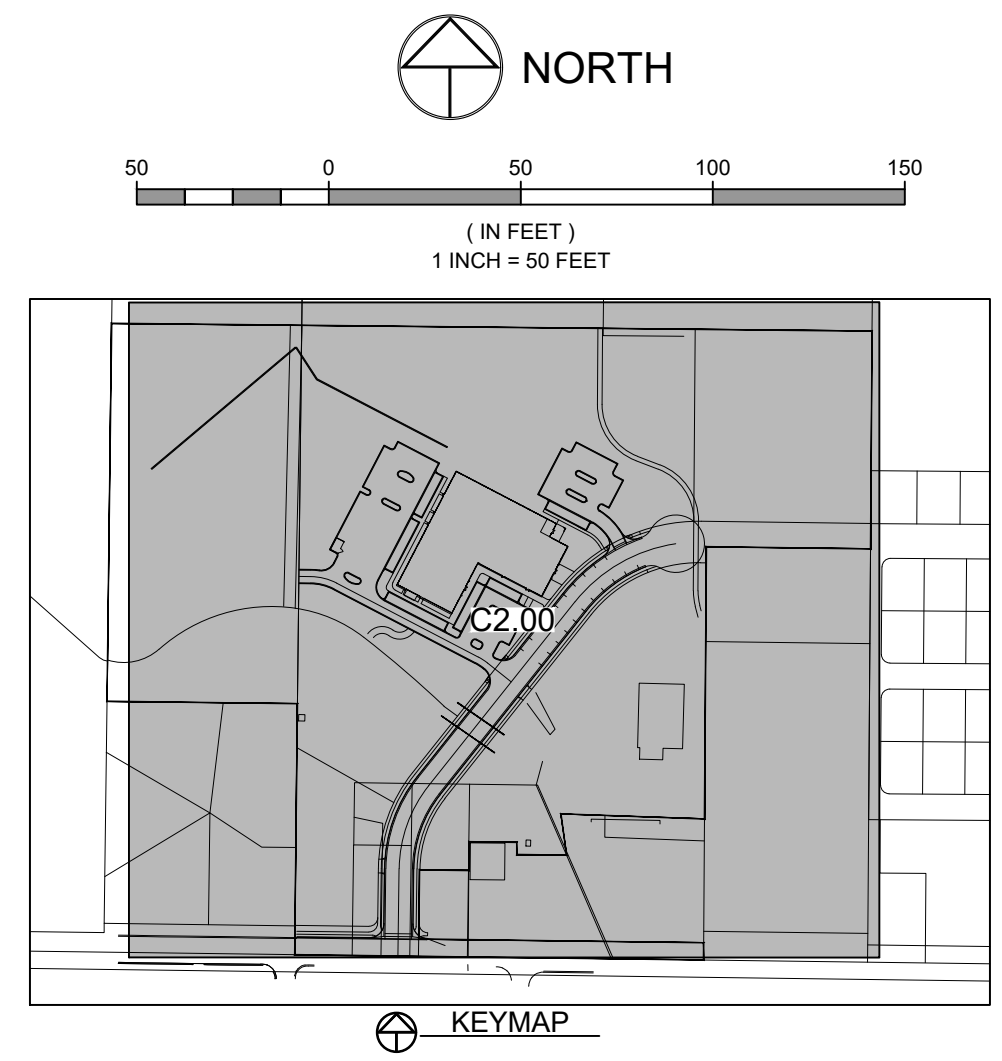 NORTH
50 0 50 100 150
( IN FEET )
1 INCH = 50 FEET
C2.00
KEYMAP